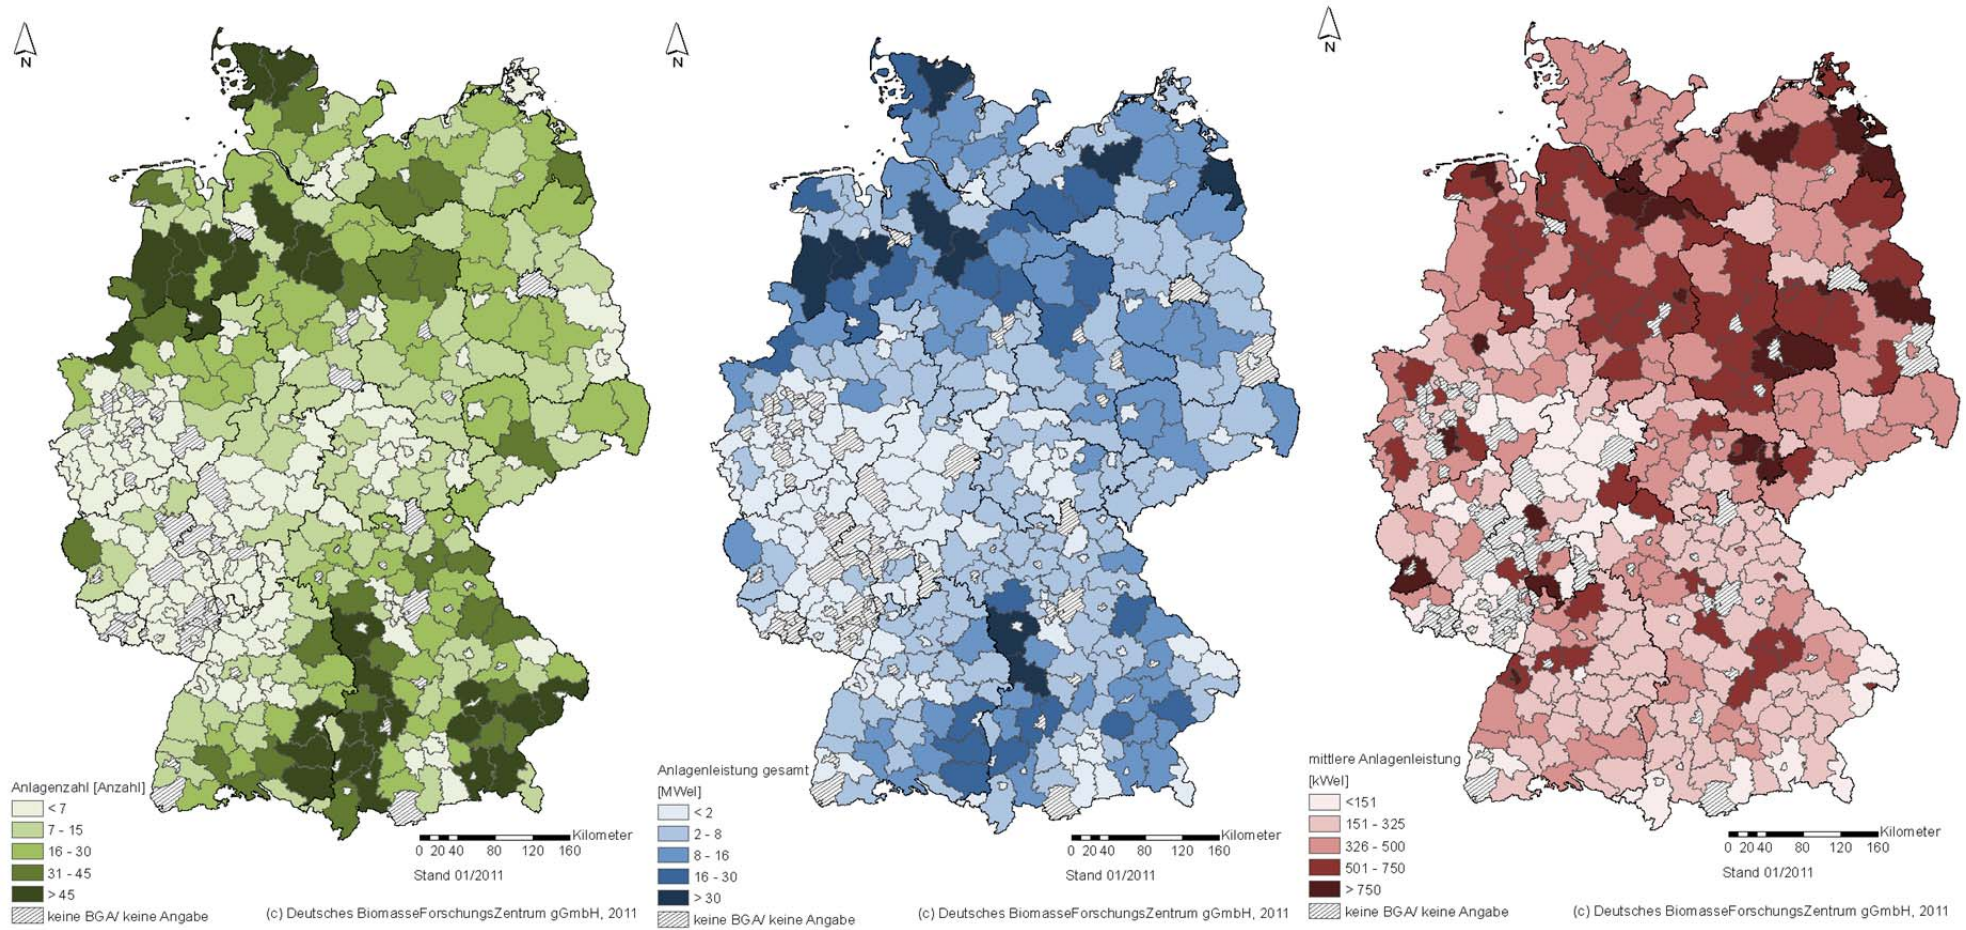 N
Anlagenzahl [Anzahl]
< 7
7 - 15
16 - 30
31 - 45
> 45
keine BGA/ keine Angabe
Kilometer
0 20 40 80 120 160
Stand 01/2011
(c) Deutsches BiomasseForschungsZentrum gGmbH, 2011
N
Anlagenleistung gesamt
[MWel]
< 2
2 - 8
8 - 16
16 - 30
> 30
keine BGA/ keine Angabe
Kilometer
0 20 40 80 120 160
Stand 01/2011
(c) Deutsches BiomasseForschungsZentrum gGmbH, 2011
N
mittlere Anlagenleistung
[kWel]
<151
151 - 325
326 - 500
501 - 750
> 750
keine BGA/ keine Angabe
Kilometer
0 20 40 80 120 160
Stand 01/2011
(c) Deutsches BiomasseForschungsZentrum gGmbH, 2011